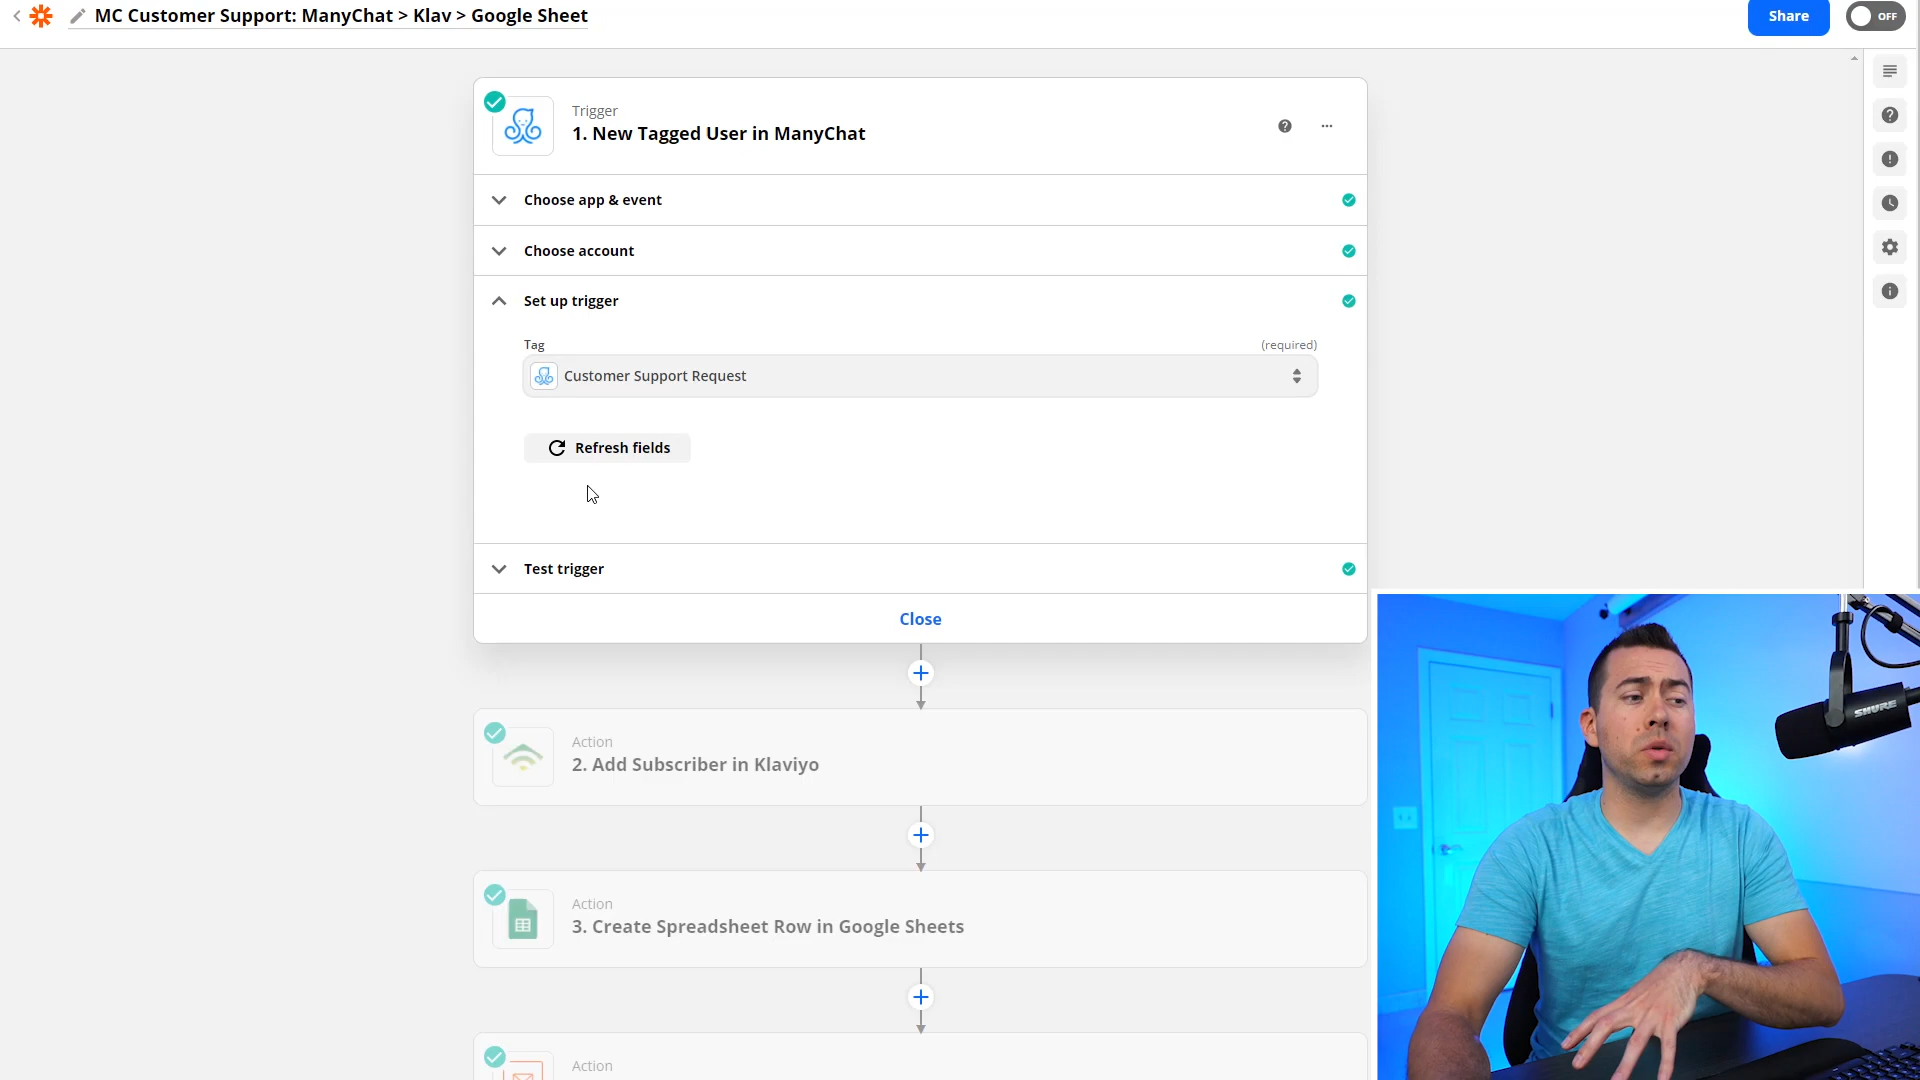 MC Customer Support: ManyChat > Klav > Google Sheet
Share
OFF
Trigger
1. New Tagged User in ManyChat
Choose app & event
Choose account
Set up trigger
Tag
(required)
Customer Support Request
Refresh fields
Test trigger
Close
Action
2. Add Subscriber in Klaviyo
Action
3. Create Spreadsheet Row in Google Sheets
Action
SHURE